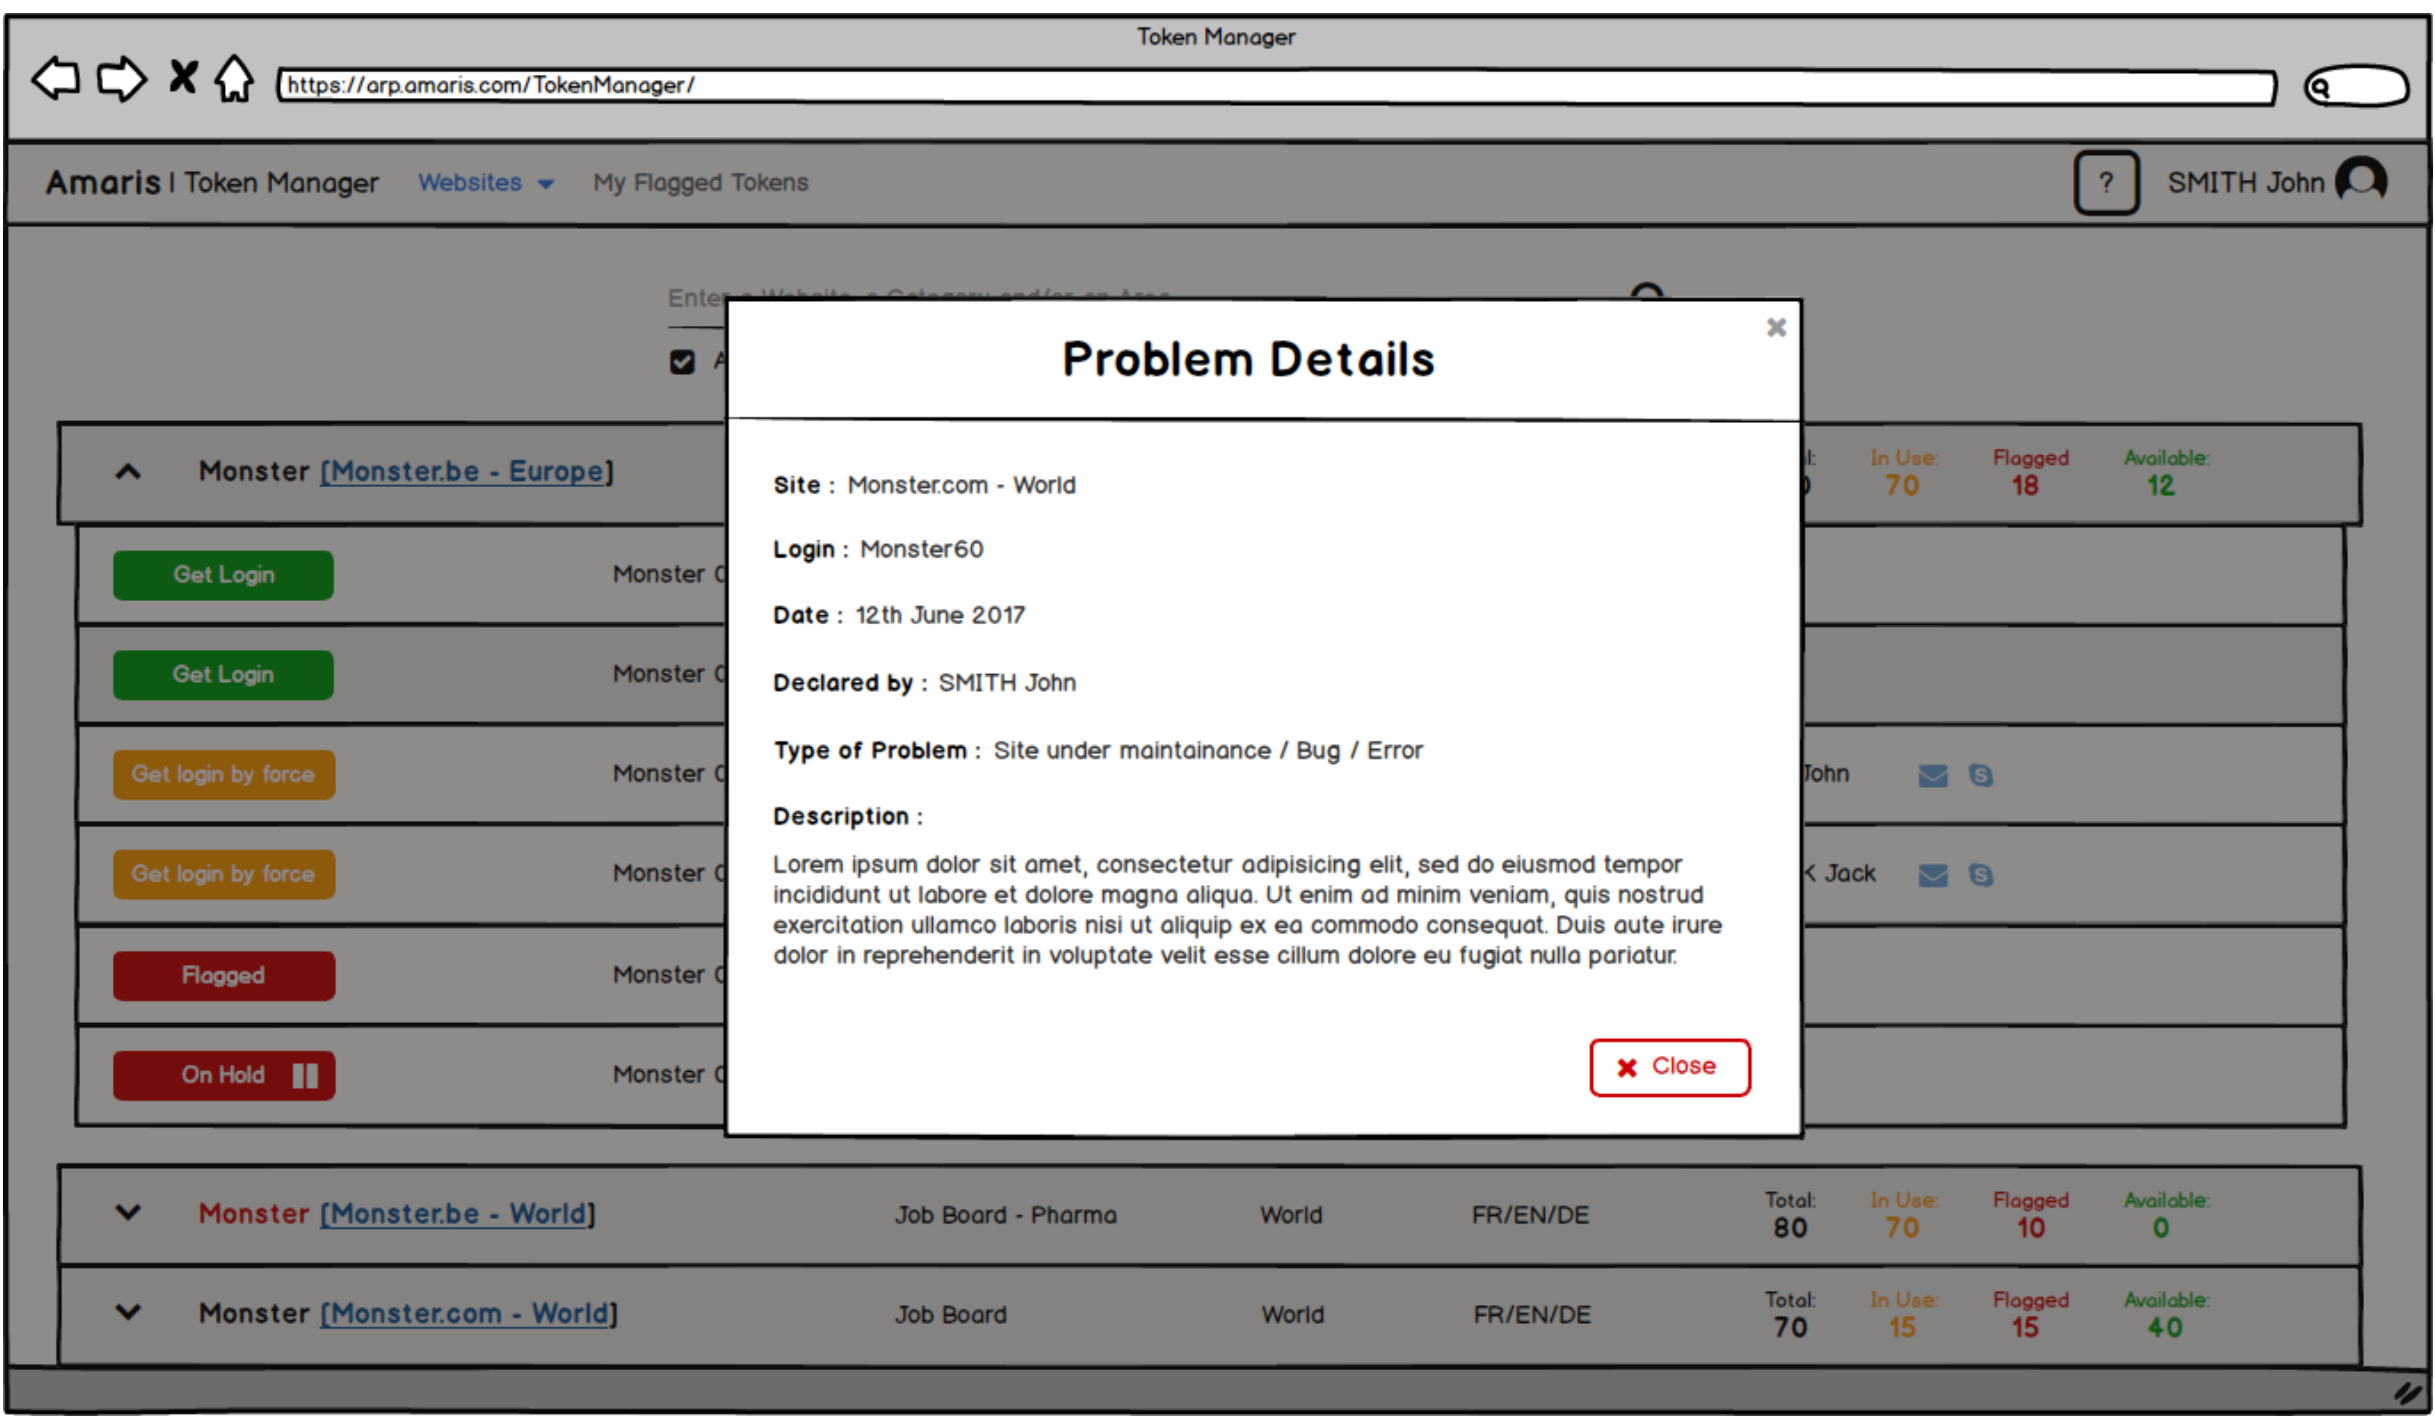 Token Manager
https://arp.amaris.com/TokenManager/
Amaris | Token Manager Websites My Flagged Tokens ? SMITH John
Enter
Problem Details
Monster [Monster.be - Europe] In Use: Flagged Available:
70 18 12
Site : Monster.com - World
Login : Monster60
Get Login Monster
Date : 12th June 2017
Get Login Monster
Declared by : SMITH John
Type of Problem : Site under maintainance / Bug / Error
Get login by force Monster John
Description :
Get login by force Monster Jack
Lorem ipsum dolor sit amet, consectetur adipisicing elit, sed do eiusmod tempor
incididunt ut labore et dolore magna aliqua. Ut enim ad minim veniam, quis nostrud
exercitation ullamco laboris nisi ut aliquip ex ea commodo consequat. Duis aute irure
dolor in reprehenderit in voluptate velit esse cillum dolore eu fugiat nulla pariatur.
Flagged Monster
On Hold Monster
Close
Monster [Monster.be - World] Job Board - Pharma World FR/EN/DE Total: In Use: Flagged Available:
80 70 10 0
Monster [Monster.com - World] Job Board World FR/EN/DE Total: In Use: Flagged Available:
70 15 15 40